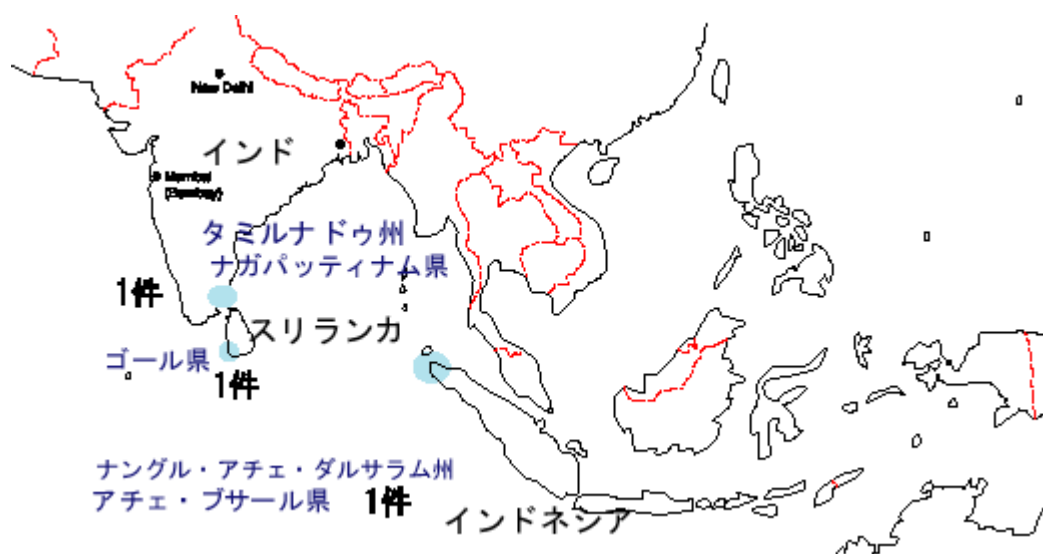 New Delhi
インド
Mumbai
(Bombay)
タミルナドゥ州
ナガパッティナム県
1件
スリランカ
ゴール県
1件
ナングル・アチェ・ダルサラム州
アチェ・ブサール県 1件
インドネシア